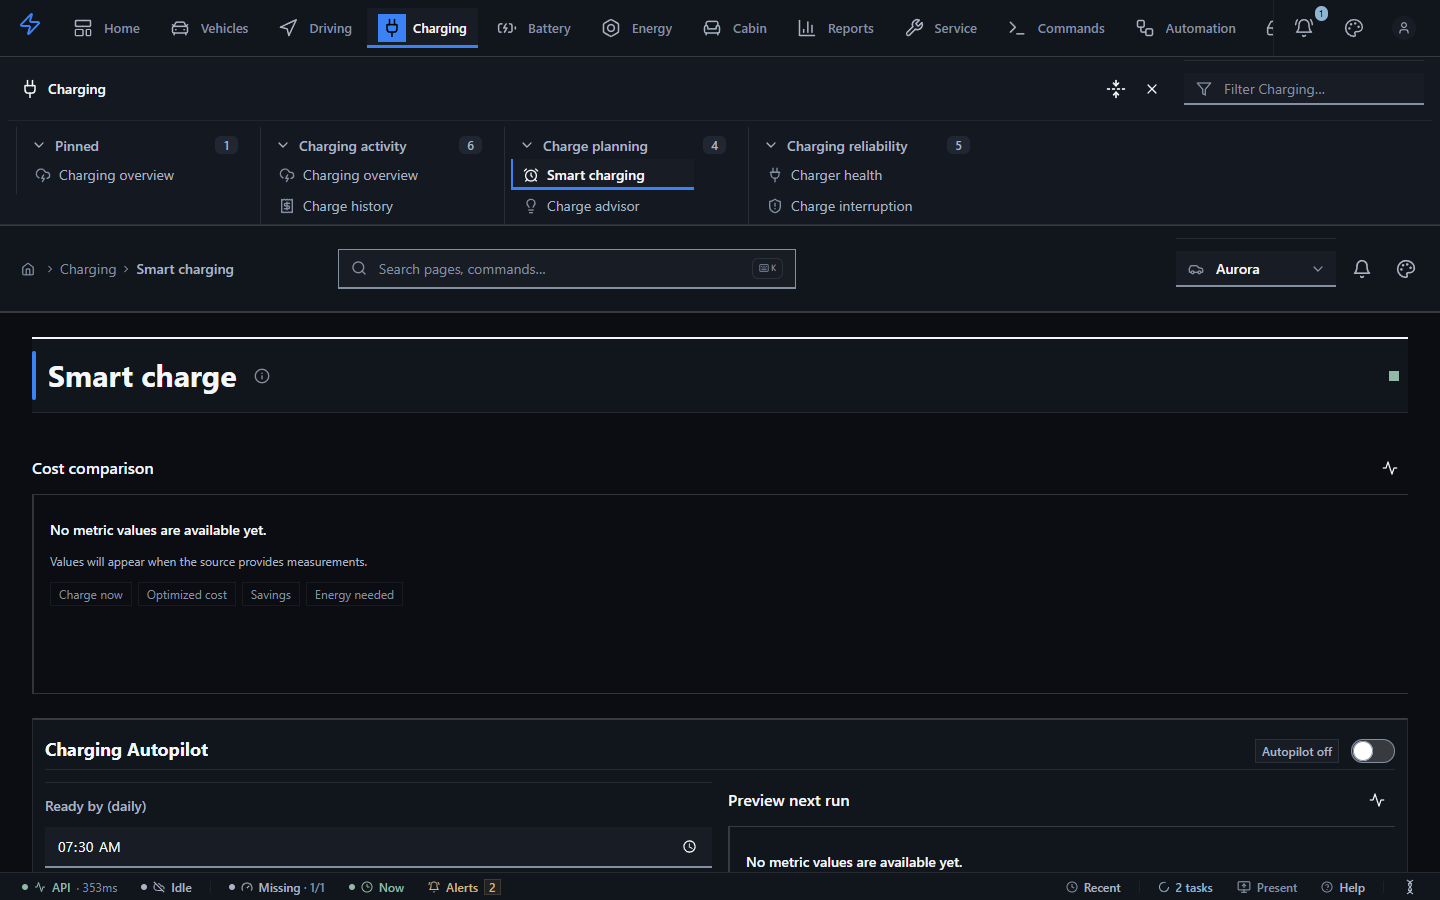 Home
Vehicles
Driving
Charging
Battery
Energy
Cabin
Reports
Service
Commands
Automation
1
Charging
Filter Charging...
Pinned 1
Charging overview
Charging activity 6
Charging overview
Charge history
Charge planning 4
Smart charging
Charge advisor
Charging reliability 5
Charger health
Charge interruption
Charging > Smart charging
Search pages, commands... K
Aurora
Smart charge
Cost comparison
No metric values are available yet.
Values will appear when the source provides measurements.
Charge now Optimized cost Savings Energy needed
Charging Autopilot
Autopilot off
Ready by (daily)
07:30 AM
Preview next run
No metric values are available yet.
API · 353ms Idle Missing · 1/1 Now Alerts 2 Recent 2 tasks Present Help